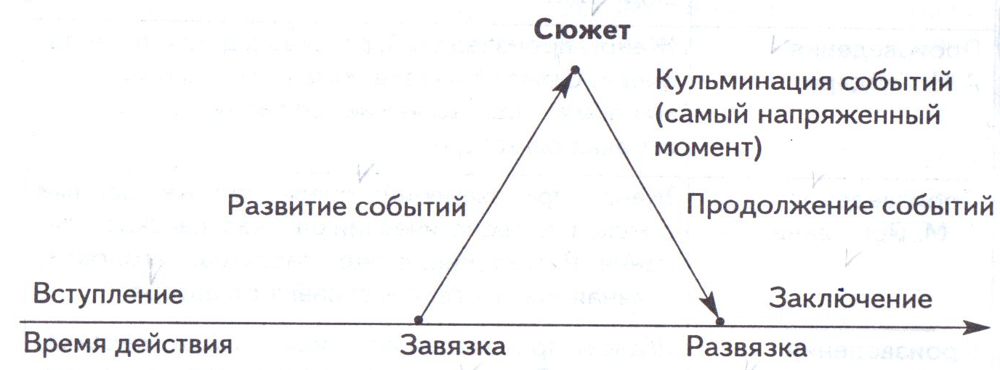 Сюжет
Кульминация событий
(самый напряженный
момент)
Развитие событий
Продолжение событий
Вступление
Заключение
Время действия
Завязка
Развязка